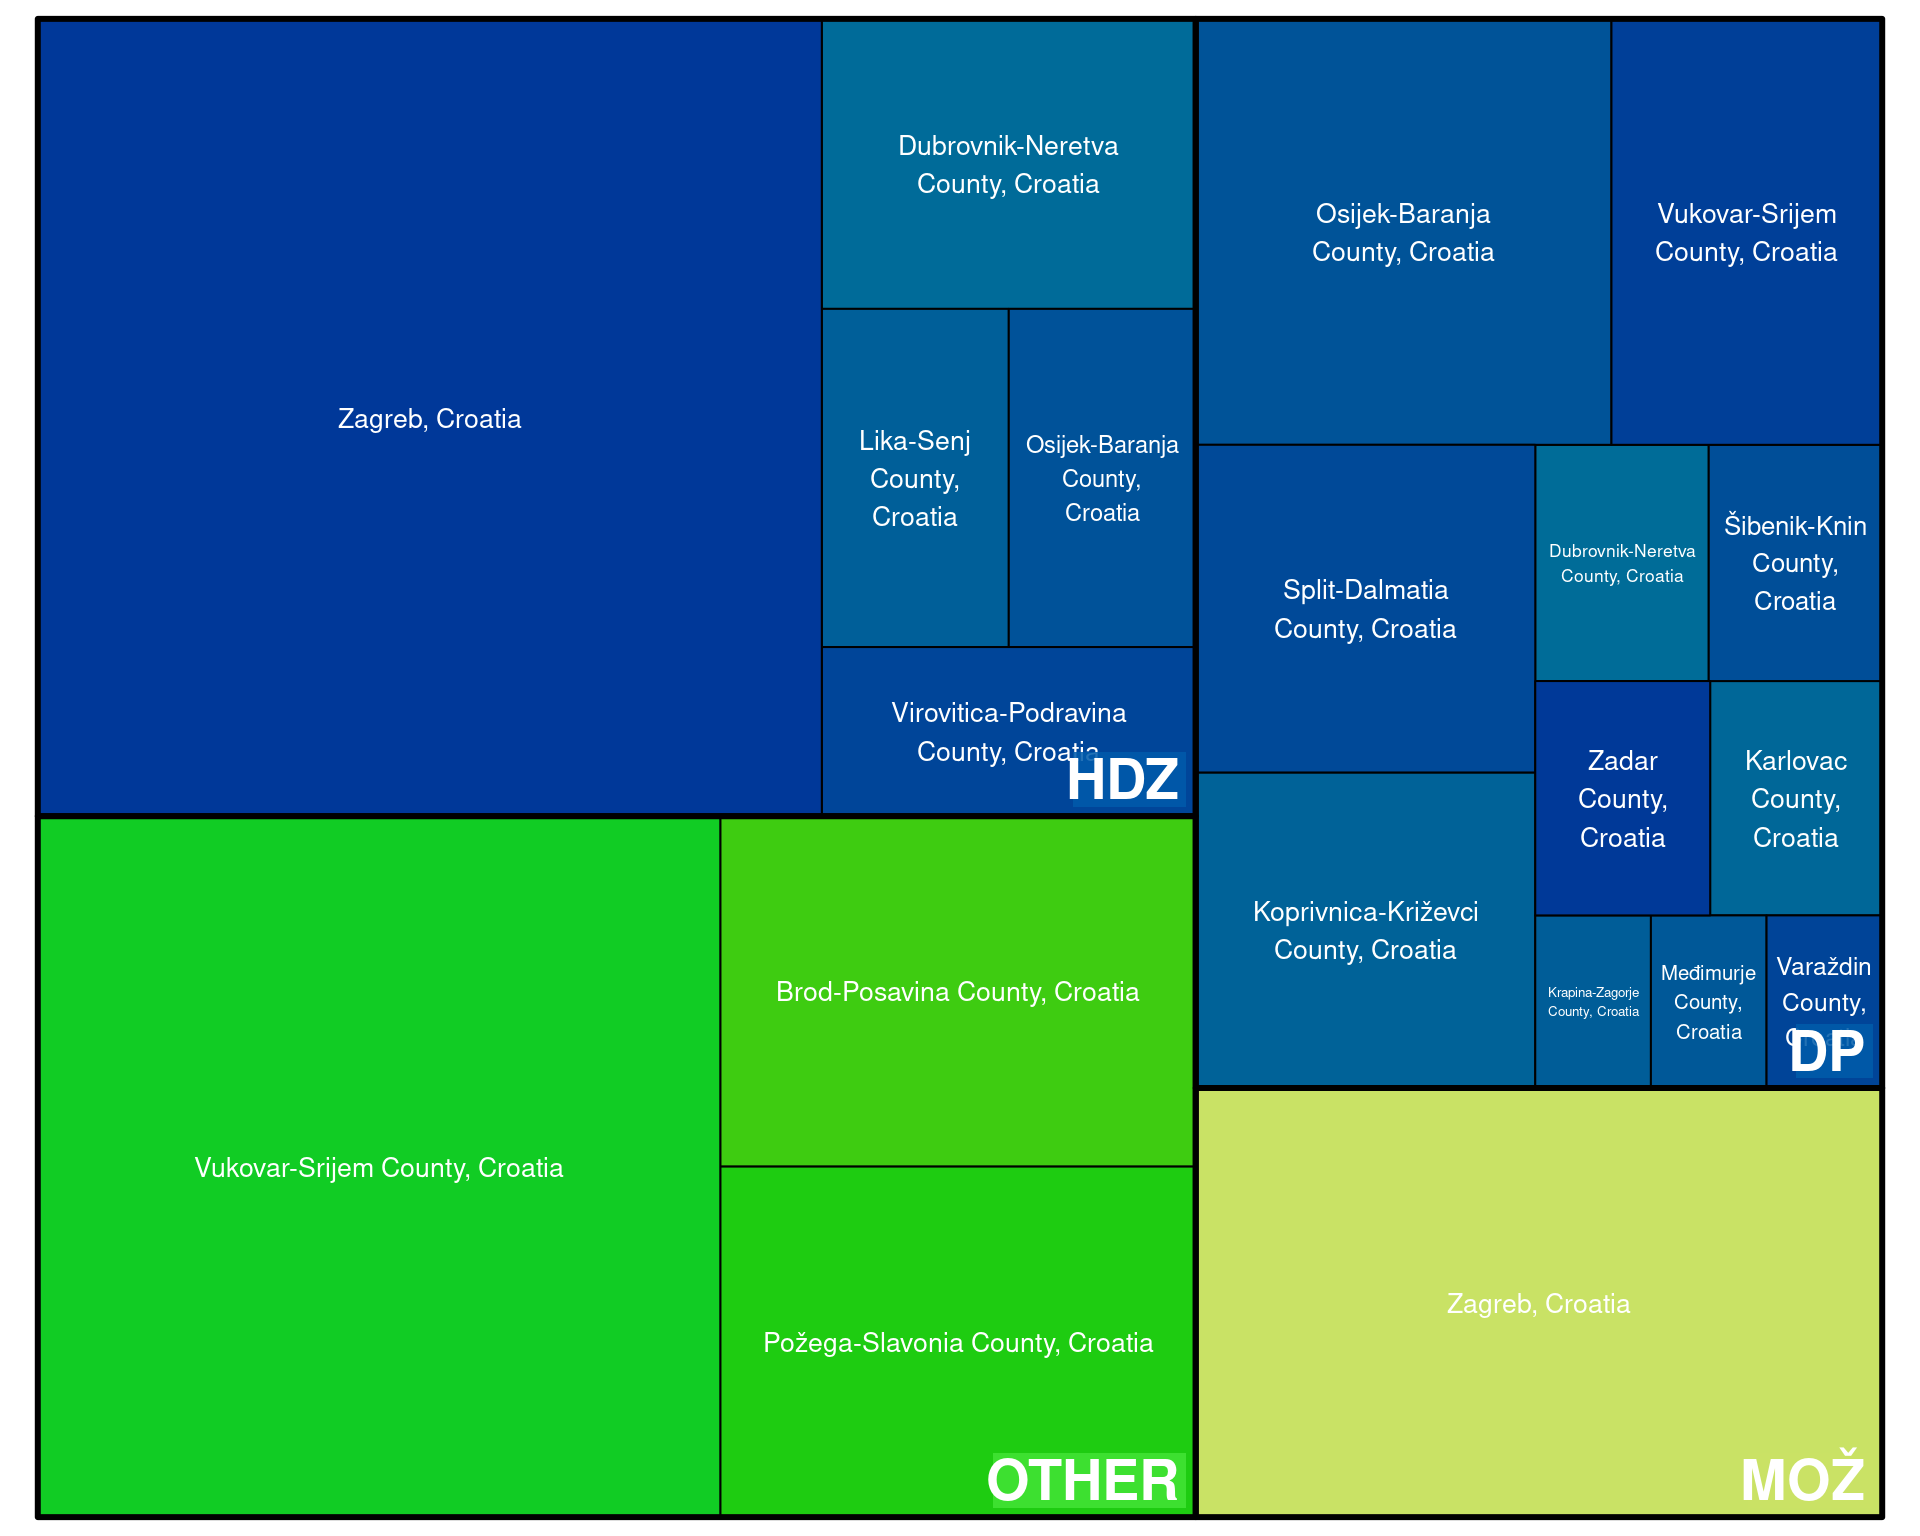 Zagreb, Croatia
Dubrovnik-Neretva
County, Croatia
Lika-Senj
County,
Croatia
Osijek-Baranja
County,
Croatia
Virovitica-Podravina
County, Croatia
HDZ
Vukovar-Srijem County, Croatia
Brod-Posavina County, Croatia
Požega-Slavonia County, Croatia
OTHER
Osijek-Baranja
County, Croatia
Vukovar-Srijem
County, Croatia
Split-Dalmatia
County, Croatia
Dubrovnik-Neretva
County, Croatia
Šibenik-Knin
County,
Croatia
Zadar
County,
Croatia
Karlovac
County,
Croatia
Koprivnica-Križevci
County, Croatia
Krapina-Zagorje
County, Croatia
Međimurje
County,
Croatia
Varaždin
County,
DP
Zagreb, Croatia
MOŽ